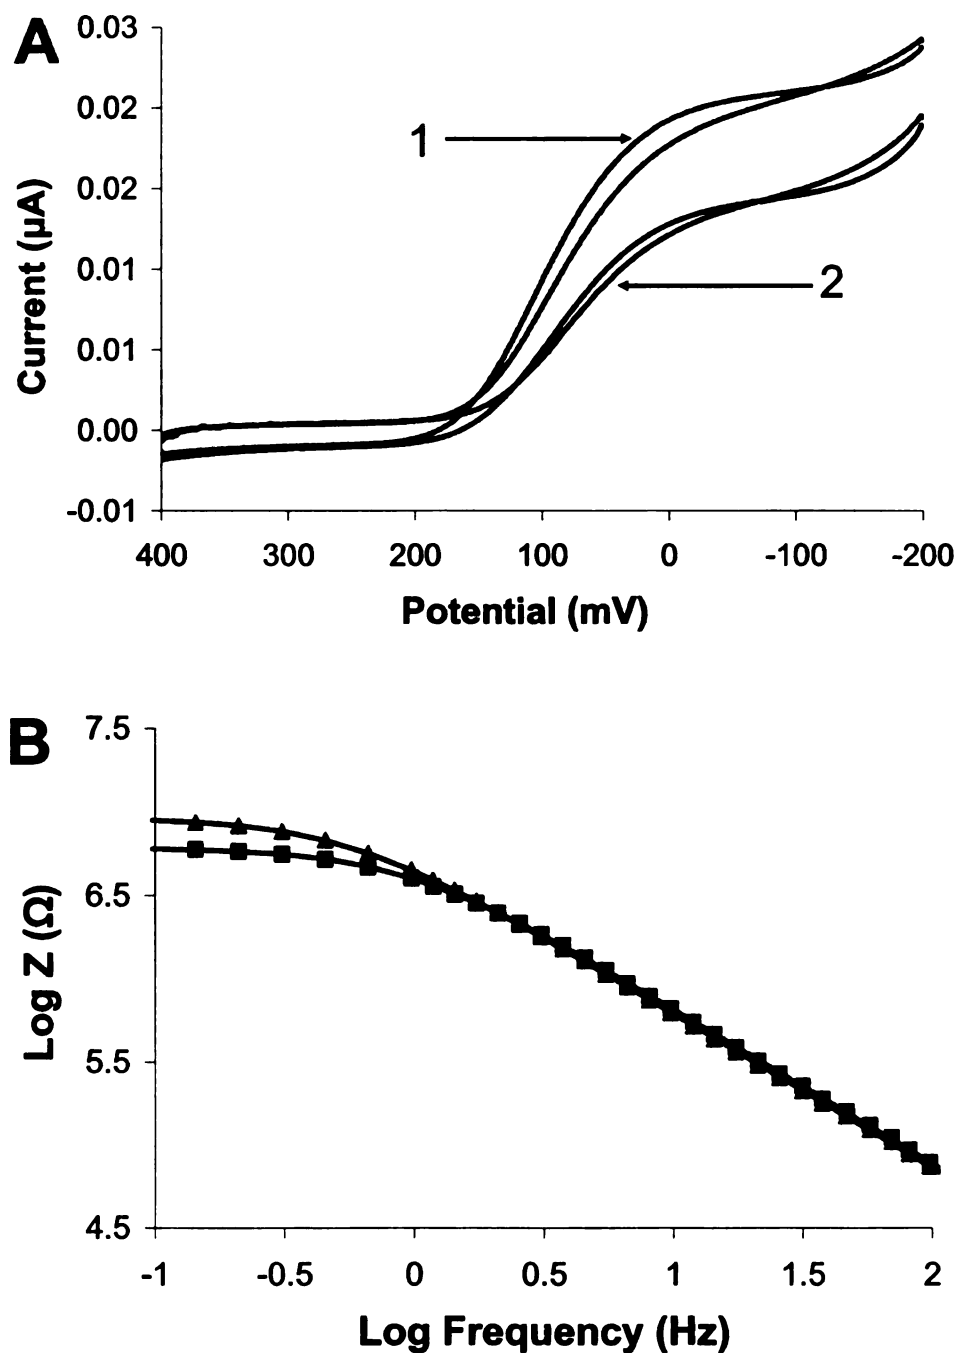 A
0.03
0.02
0.02
0.01
0.01
0.00
-0.01
Current (µA)
1
2
400 300 200 100 0 -100 -200
Potential (mV)
B
7.5
6.5
5.5
4.5
Log Z (Ω)
-1 -0.5 0 0.5 1 1.5 2
Log Frequency (Hz)